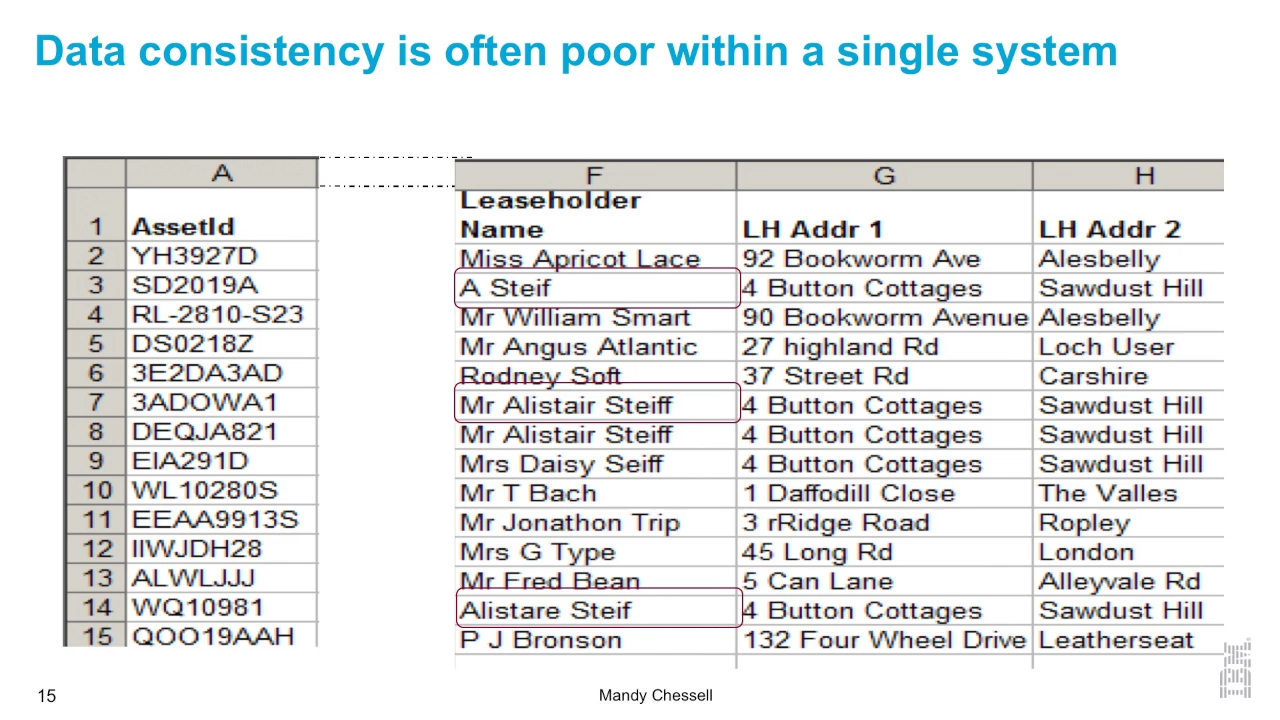 Data consistency is often poor within a single system
A F G H
Leaseholder
1 AssetId Name LH Addr 1 LH Addr 2
2 YH3927D Miss Apricot Lace 92 Bookworm Ave Alesbelly
3 SD2019A A Steif 4 Button Cottages Sawdust Hill
4 RL-2810-S23 Mr William Smart 90 Bookworm Avenue Alesbelly
5 DS0218Z Mr Angus Atlantic 27 highland Rd Loch User
6 3E2DA3AD Rodney Soft 37 Street Rd Carshire
7 3ADOWA1 Mr Alistair Steiff 4 Button Cottages Sawdust Hill
8 DEQJA821 Mr Alistair Steiff 4 Button Cottages Sawdust Hill
9 EIA291D Mrs Daisy Seiff 4 Button Cottages Sawdust Hill
10 WL10280S Mr T Bach 1 Daffodill Close The Valles
11 EEAA9913S Mr Jonathon Trip 3 rRidge Road Ropley
12 IIWJDH28 Mrs G Type 45 Long Rd London
13 ALWLJJJ Mr Fred Bean 5 Can Lane Alleyvale Rd
14 WQ10981 Alistare Steif 4 Button Cottages Sawdust Hill
15 QOO19AAH P J Bronson 132 Four Wheel Drive Leatherseat
IBM
15 Mandy Chessell